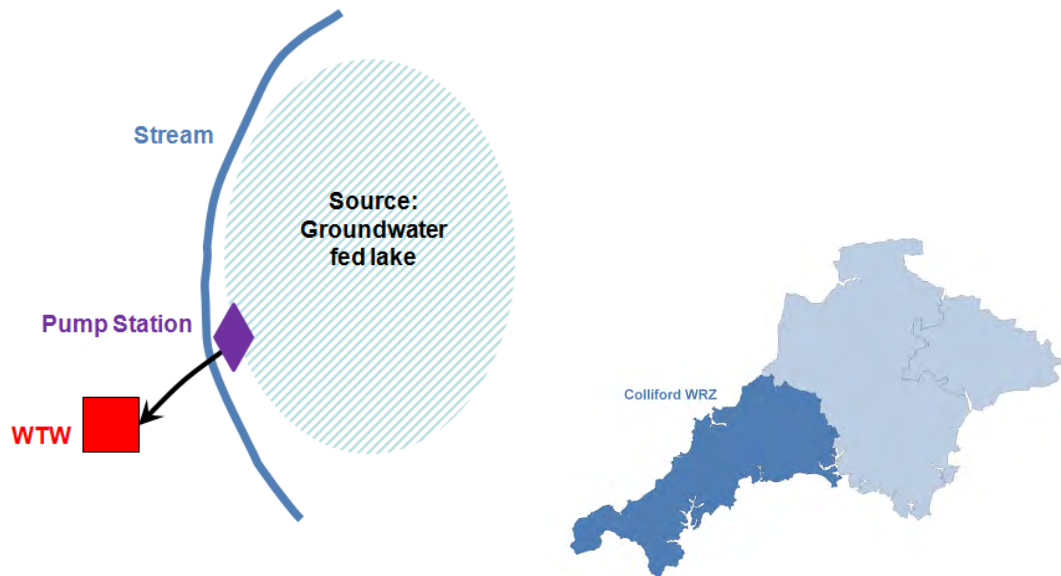 Stream
Source:
Groundwater
fed lake
Pump Station
WTW
Colliford WRZ